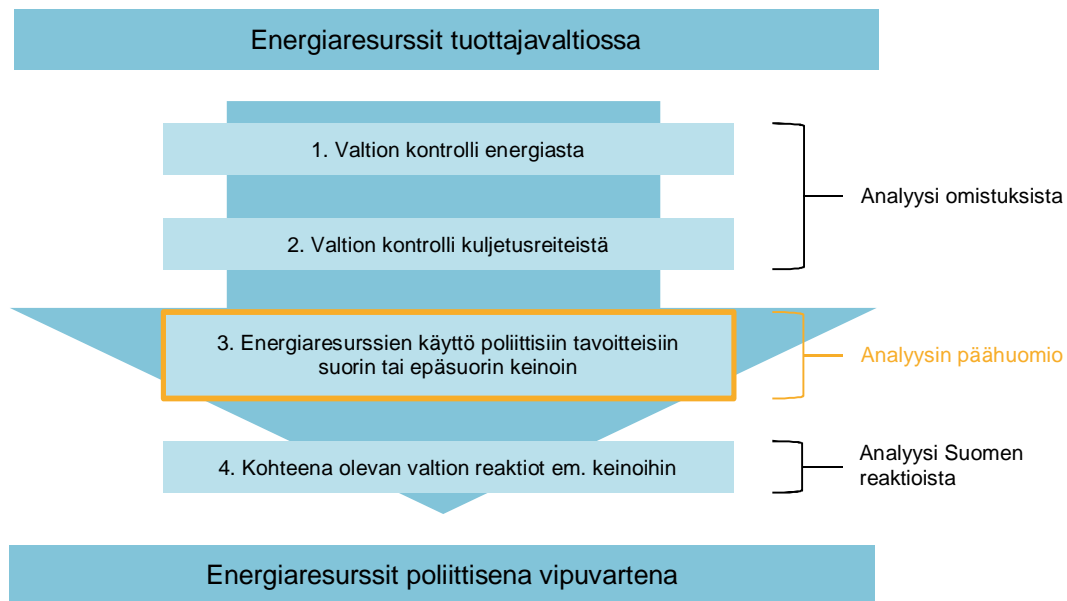 Energiaresurssit tuottajavaltiossa
1. Valtion kontrolli energiasta
2. Valtion kontrolli kuljetusreiteistä
Analyysi omistuksista
3. Energiaresurssien käyttö poliittisiin tavoitteisiin
suorin tai epäsuorin keinoin
Analyysin päähuomio
4. Kohteena olevan valtion reaktiot em. keinoihin
Analyysi Suomen
reaktioista
Energiaresurssit poliittisena vipuvartena